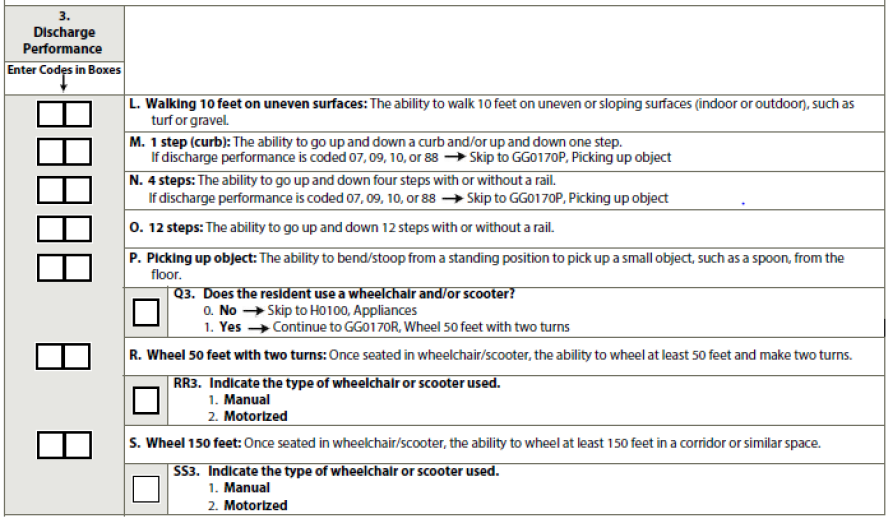 3.
Discharge
Performance
Enter Codes in Boxes
L. Walking 10 feet on uneven surfaces: The ability to walk 10 feet on uneven or sloping surfaces (indoor or outdoor), such as
turf or gravel.
M. 1 step (curb): The ability to go up and down a curb and/or up and down one step.
If discharge performance is coded 07, 09, 10, or 88 → Skip to GG0170P, Picking up object
N. 4 steps: The ability to go up and down four steps with or without a rail.
If discharge performance is coded 07, 09, 10, or 88 → Skip to GG0170P, Picking up object
O. 12 steps: The ability to go up and down 12 steps with or without a rail.
P. Picking up object: The ability to bend/stoop from a standing position to pick up a small object, such as a spoon, from the
floor.
Q3. Does the resident use a wheelchair and/or scooter?
0. No → Skip to H0100, Appliances
1. Yes → Continue to GG0170R, Wheel 50 feet with two turns
R. Wheel 50 feet with two turns: Once seated in wheelchair/scooter, the ability to wheel at least 50 feet and make two turns.
RR3. Indicate the type of wheelchair or scooter used.
1. Manual
2. Motorized
S. Wheel 150 feet: Once seated in wheelchair/scooter, the ability to wheel at least 150 feet in a corridor or similar space.
SS3. Indicate the type of wheelchair or scooter used.
1. Manual
2. Motorized